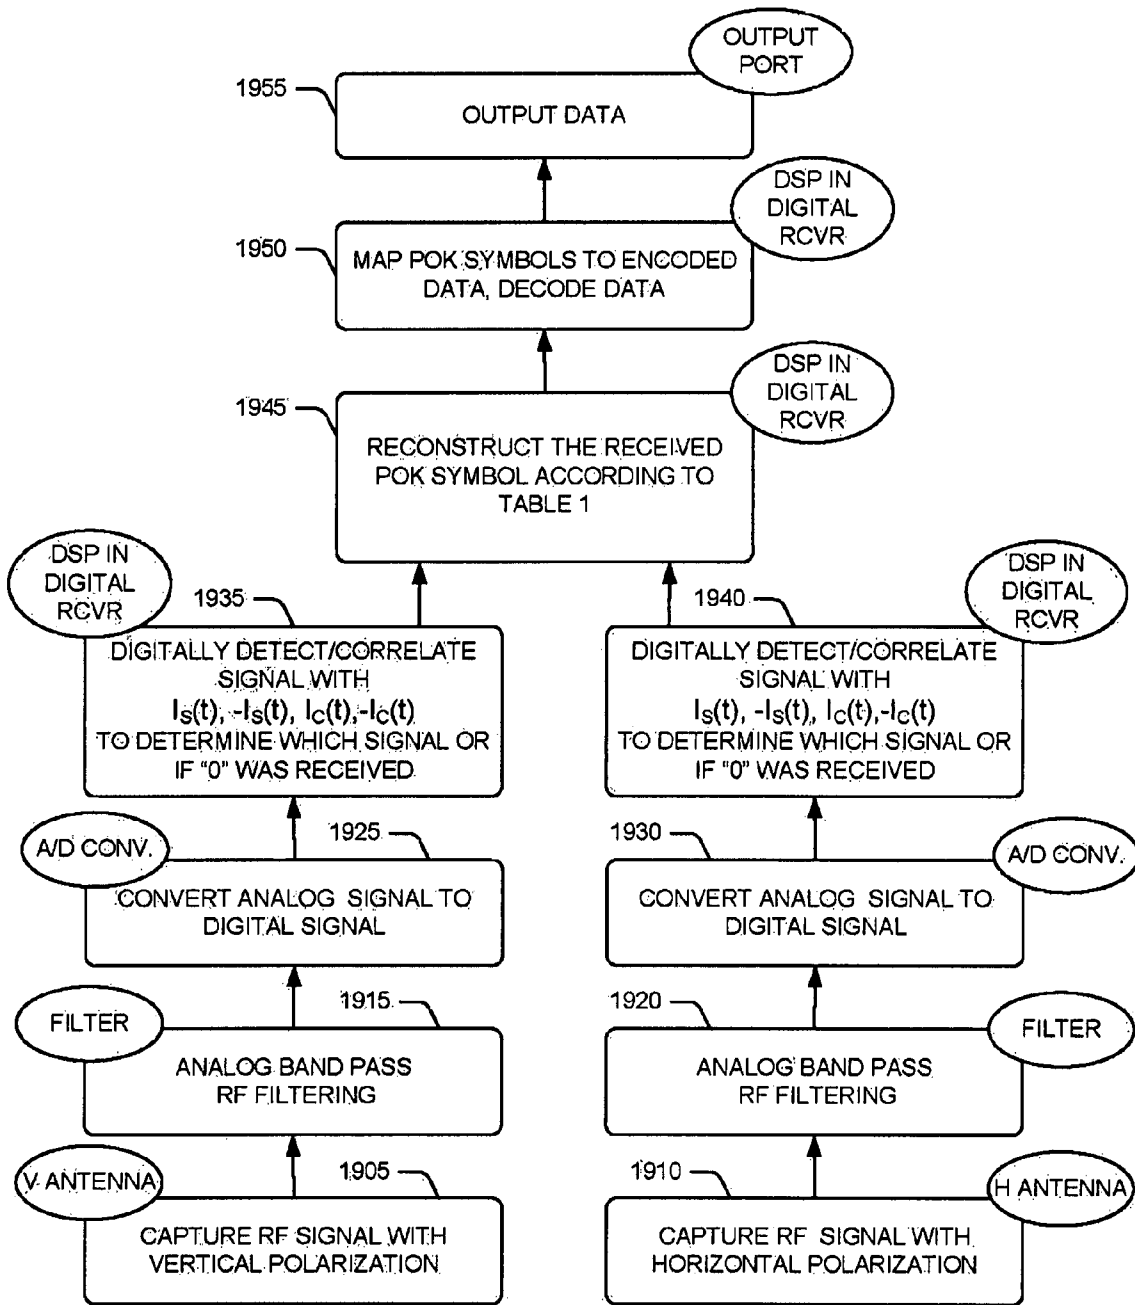 OUTPUT
PORT
1955
OUTPUT DATA
DSP IN
DIGITAL
RCVR
1950
MAP POK SYMBOLS TO ENCODED
DATA, DECODE DATA
DSP IN
DIGITAL
RCVR
1945
RECONSTRUCT THE RECEIVED
POK SYMBOL ACCORDING TO
TABLE 1
DSP IN
DIGITAL
RCVR
1935
DIGITALLY DETECT/CORRELATE
SIGNAL WITH
IS(t), -IS(t), IC(t),-IC(t)
TO DETERMINE WHICH SIGNAL OR
IF "0" WAS RECEIVED
1940
DSP IN
DIGITAL
RCVR
DIGITALLY DETECT/CORRELATE
SIGNAL WITH
IS(t), -IS(t), IC(t),-IC(t)
TO DETERMINE WHICH SIGNAL OR
IF "0" WAS RECEIVED
A/D CONV.
1925
CONVERT ANALOG SIGNAL TO
DIGITAL SIGNAL
1930
A/D CONV.
CONVERT ANALOG SIGNAL TO
DIGITAL SIGNAL
FILTER
1915
ANALOG BAND PASS
RF FILTERING
1920
FILTER
ANALOG BAND PASS
RF FILTERING
V ANTENNA
1905
CAPTURE RF SIGNAL WITH
VERTICAL POLARIZATION
1910
H ANTENNA
CAPTURE RF SIGNAL WITH
HORIZONTAL POLARIZATION